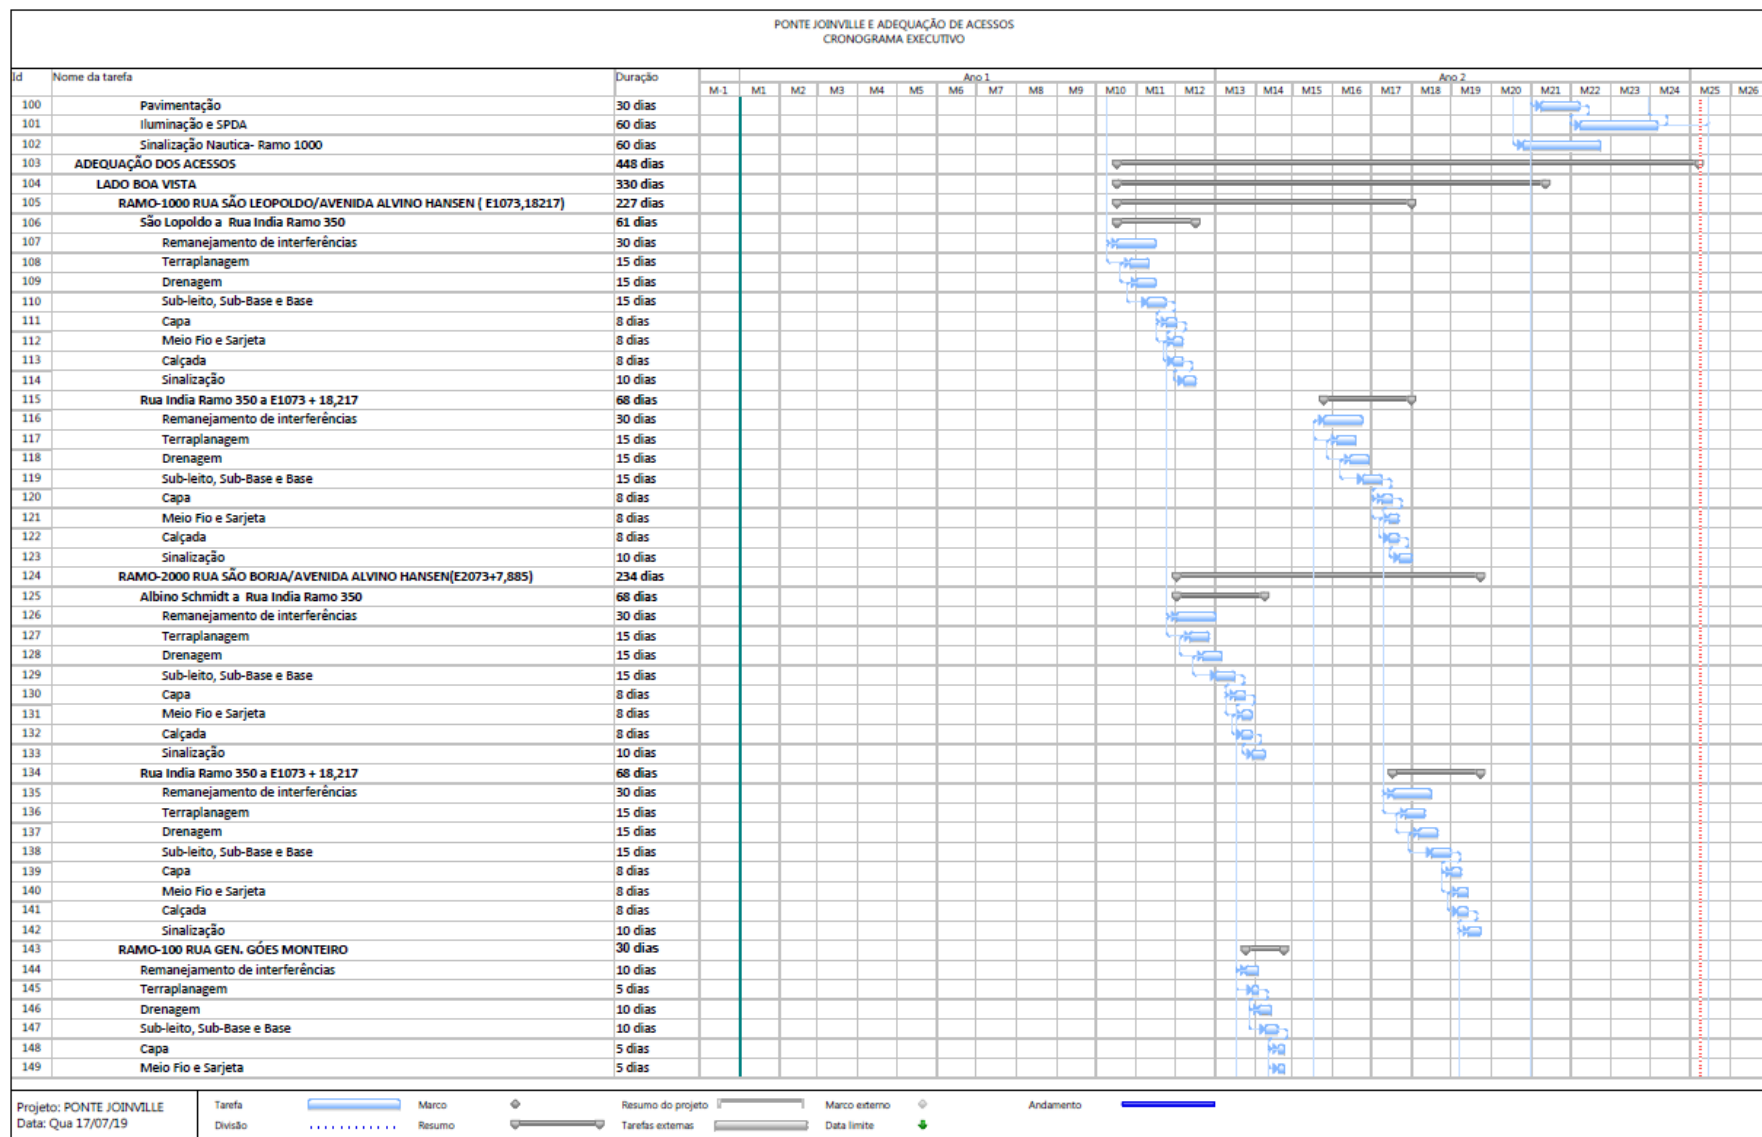 PONTE JOINVILLE E ADEQUAÇÃO DE ACESSOS
CRONOGRAMA EXECUTIVO
Id Nome da tarefa Duração Ano 1 Ano 2
M-1 M1 M2 M3 M4 M5 M6 M7 M8 M9 M10 M11 M12 M13 M14 M15 M16 M17 M18 M19 M20 M21 M22 M23 M24 M25 M26
100 Pavimentação 30 dias
101 Iluminação e SPDA 60 dias
102 Sinalização Nautica- Ramo 1000 60 dias
103 ADEQUAÇÃO DOS ACESSOS 448 dias
104 LADO BOA VISTA 330 dias
105 RAMO-1000 RUA SÃO LEOPOLDO/AVENIDA ALVINO HANSEN ( E1073,18217) 227 dias
106 São Lopoldo a Rua India Ramo 350 61 dias
107 Remanejamento de interferências 30 dias
108 Terraplanagem 15 dias
109 Drenagem 15 dias
110 Sub-leito, Sub-Base e Base 15 dias
111 Capa 8 dias
112 Meio Fio e Sarjeta 8 dias
113 Calçada 8 dias
114 Sinalização 10 dias
115 Rua India Ramo 350 a E1073 + 18,217 68 dias
116 Remanejamento de interferências 30 dias
117 Terraplanagem 15 dias
118 Drenagem 15 dias
119 Sub-leito, Sub-Base e Base 15 dias
120 Capa 8 dias
121 Meio Fio e Sarjeta 8 dias
122 Calçada 8 dias
123 Sinalização 10 dias
124 RAMO-2000 RUA SÃO BORJA/AVENIDA ALVINO HANSEN(E2073+7,885) 234 dias
125 Albino Schmidt a Rua India Ramo 350 68 dias
126 Remanejamento de interferências 30 dias
127 Terraplanagem 15 dias
128 Drenagem 15 dias
129 Sub-leito, Sub-Base e Base 15 dias
130 Capa 8 dias
131 Meio Fio e Sarjeta 8 dias
132 Calçada 8 dias
133 Sinalização 10 dias
134 Rua India Ramo 350 a E1073 + 18,217 68 dias
135 Remanejamento de interferências 30 dias
136 Terraplanagem 15 dias
137 Drenagem 15 dias
138 Sub-leito, Sub-Base e Base 15 dias
139 Capa 8 dias
140 Meio Fio e Sarjeta 8 dias
141 Calçada 8 dias
142 Sinalização 10 dias
143 RAMO-100 RUA GEN. GÓES MONTEIRO 30 dias
144 Remanejamento de interferências 10 dias
145 Terraplanagem 5 dias
146 Drenagem 10 dias
147 Sub-leito, Sub-Base e Base 10 dias
148 Capa 5 dias
149 Meio Fio e Sarjeta 5 dias
Projeto: PONTE JOINVILLE
Data: Qua 17/07/19
Tarefa Marco Resumo do projeto Marco externo Andamento
Divisão Resumo Tarefas externas Data limite